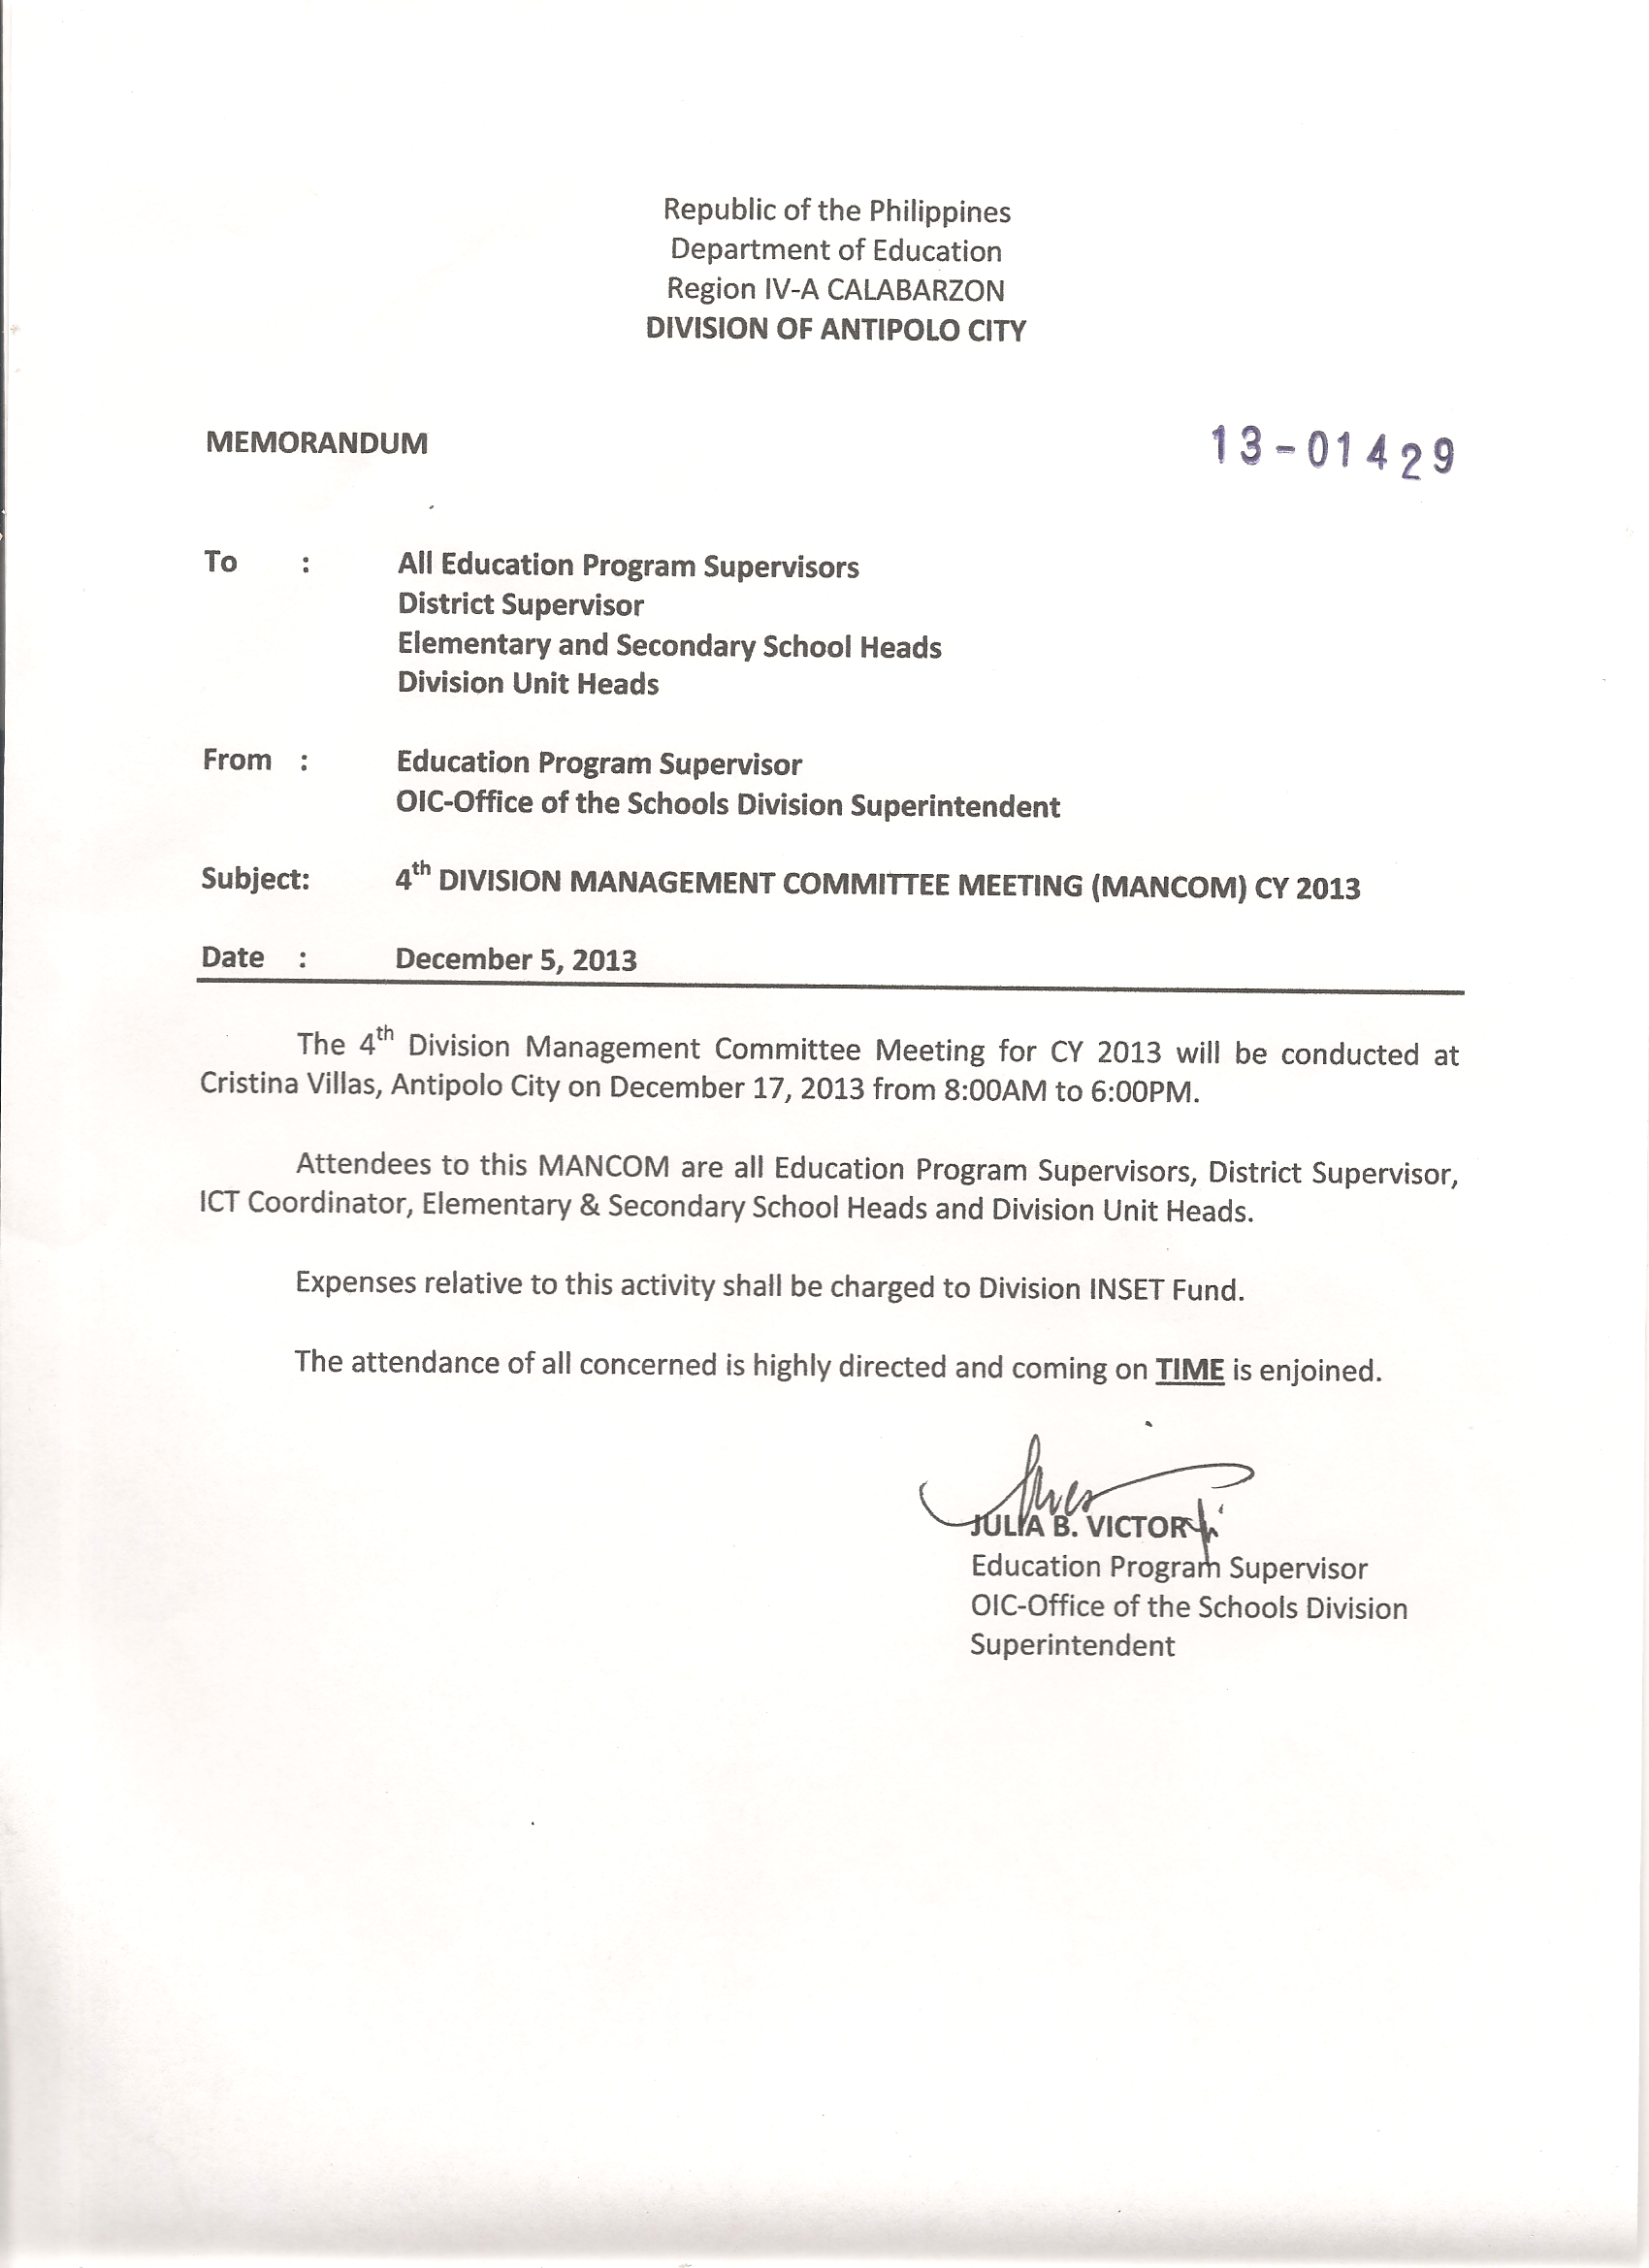 Republic of the Philippines
Department of Education
Region IV-A CALABARZON
DIVISION OF ANTIPOLO CITY
MEMORANDUM
13-01429
To : All Education Program Supervisors
District Supervisor
Elementary and Secondary School Heads
Division Unit Heads
From : Education Program Supervisor
OIC-Office of the Schools Division Superintendent
Subject: 4th DIVISION MANAGEMENT COMMITTEE MEETING (MANCOM) CY 2013
Date : December 5, 2013
The 4th Division Management Committee Meeting for CY 2013 will be conducted at
Cristina Villas, Antipolo City on December 17, 2013 from 8:00AM to 6:00PM.
Attendees to this MANCOM are all Education Program Supervisors, District Supervisor,
ICT Coordinator, Elementary & Secondary School Heads and Division Unit Heads.
Expenses relative to this activity shall be charged to Division INSET Fund.
The attendance of all concerned is highly directed and coming on TIME is enjoined.
JULIA B. VICTOR
Education Program Supervisor
OIC-Office of the Schools Division
Superintendent